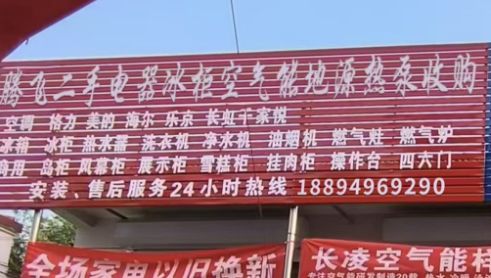 腾飞二手电器冰柜空气能地源热泵收购
空调 格力 美的 海尔 乐京 长虹千家悦
冰箱 冰柜 热水器 洗衣机 净水机 油烟机 燃气灶 燃气炉
商用 岛柜 风幕柜 展示柜 雪糕柜 挂肉柜 操作台 四六门
安装、售后服务24小时热线 18894969290
全场家电以旧换新
长凌空气能柱